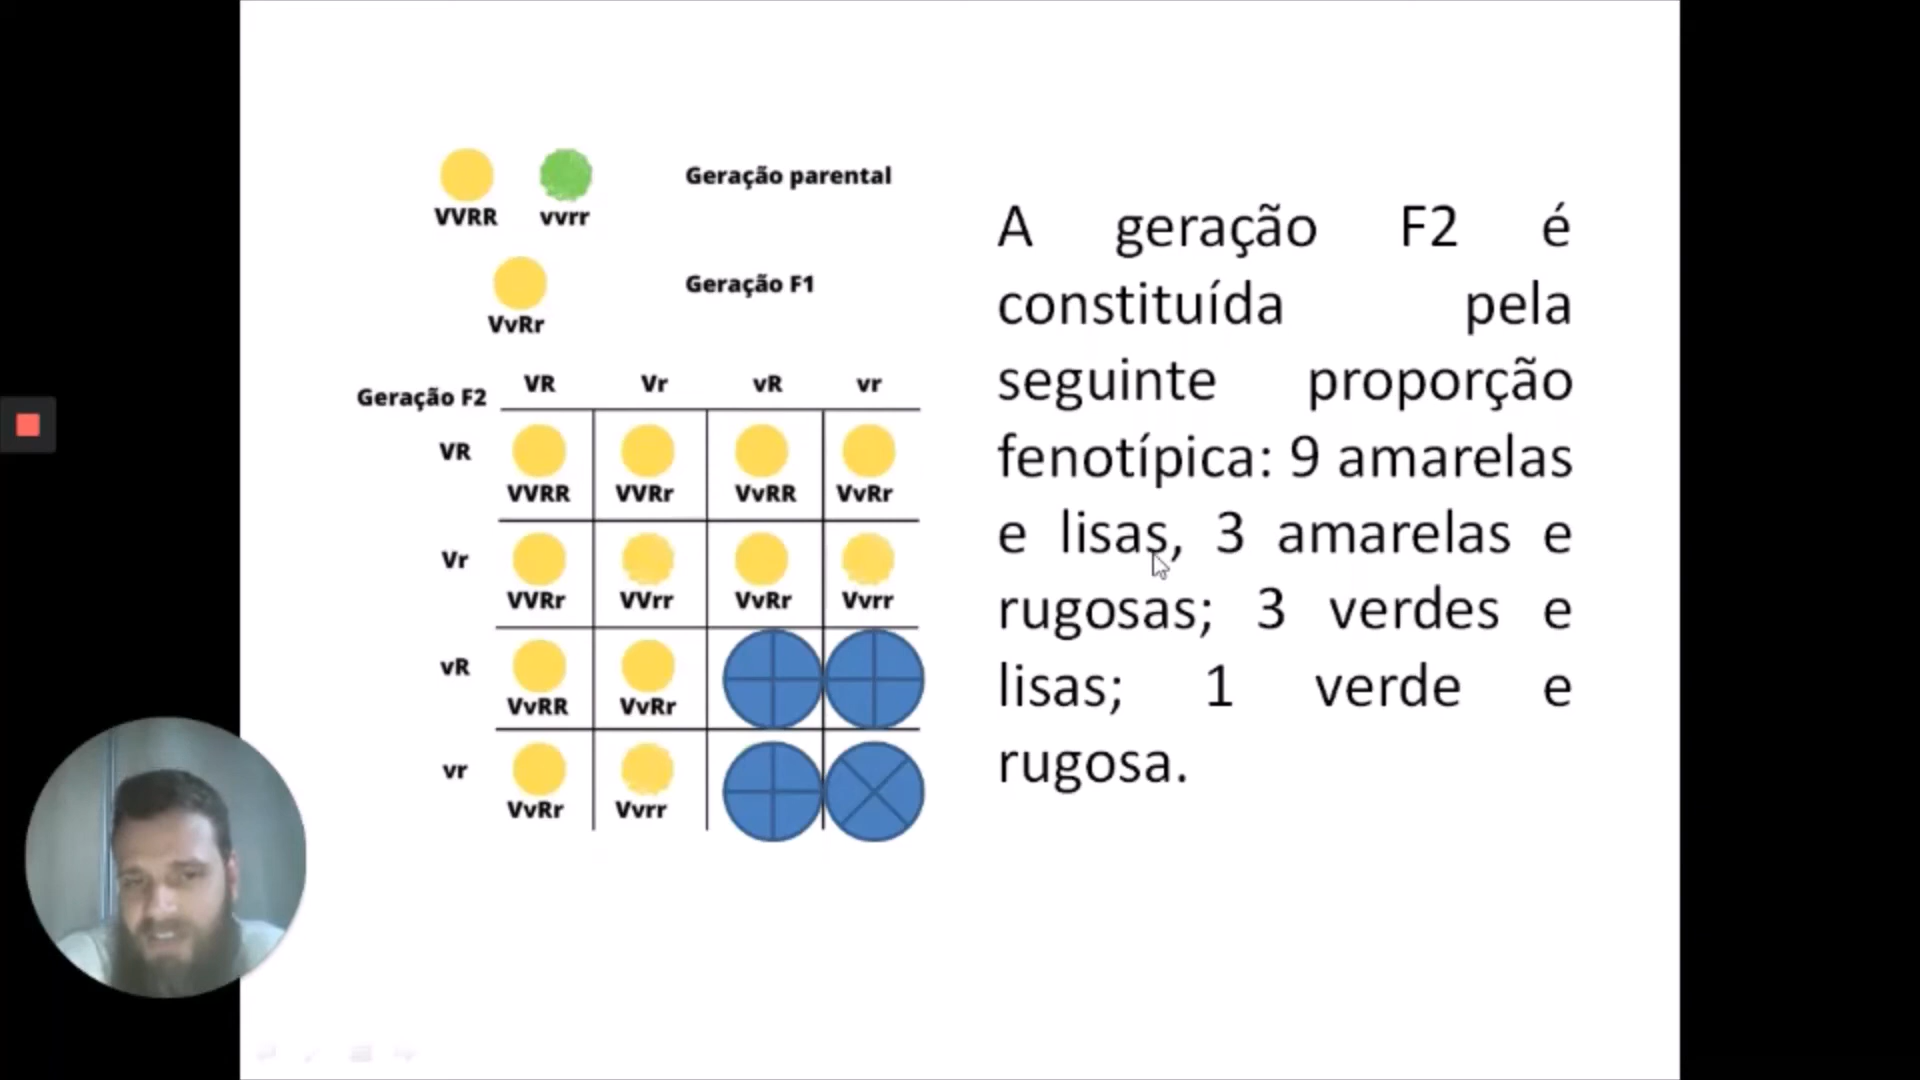 Geração parental
VVRR vvrr
Geração F1
VvRr
Geração F2 VR Vr vR vr
VR
VVRR VVRr VvRR VvRr
Vr
VVRr VVrr VvRr Vvrr
vR
VvRR VvRr
vr
VvRr Vvrr
A geração F2 é
constituída pela
seguinte proporção
fenotípica: 9 amarelas
e lisas, 3 amarelas e
rugosas; 3 verdes e
lisas; 1 verde e
rugosa.